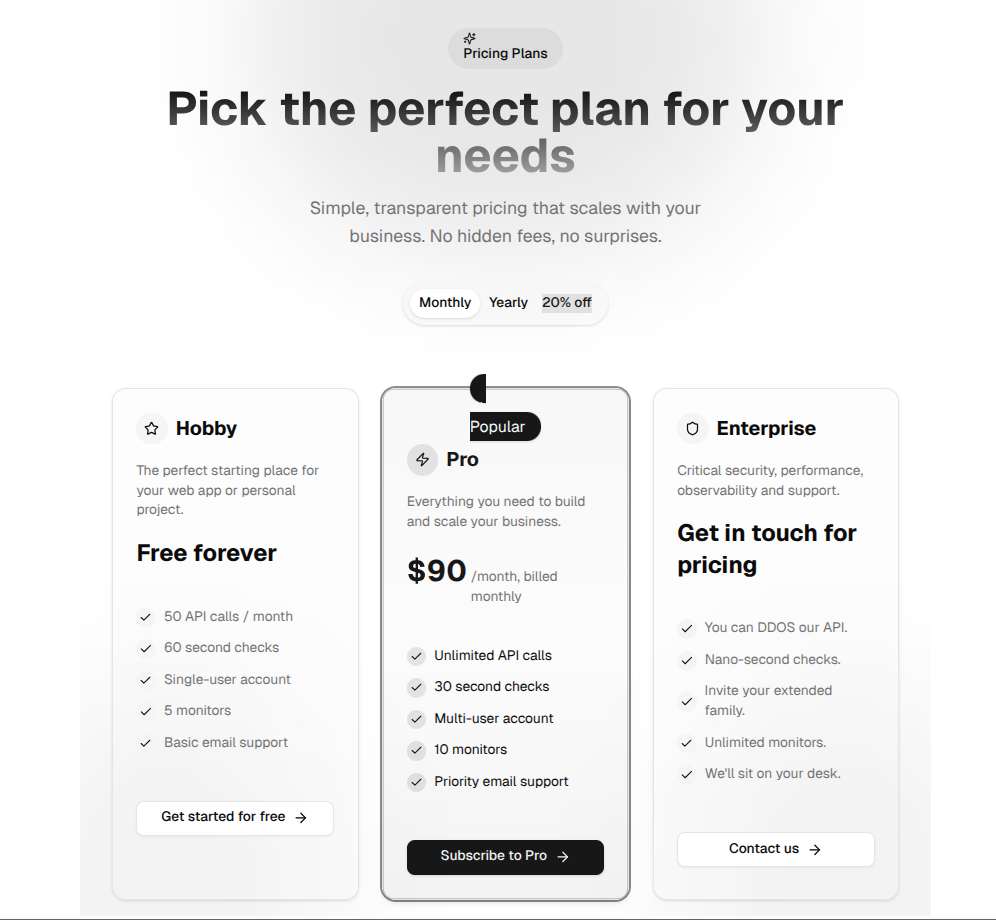 Pricing Plans
Pick the perfect plan for your
needs
Simple, transparent pricing that scales with your
business. No hidden fees, no surprises.
Monthly Yearly 20% off
Hobby
The perfect starting place for
your web app or personal
project.
Free forever
50 API calls / month
60 second checks
Single-user account
5 monitors
Basic email support
Get started for free
Popular
Pro
Everything you need to build
and scale your business.
$90 /month, billed
monthly
Unlimited API calls
30 second checks
Multi-user account
10 monitors
Priority email support
Subscribe to Pro
Enterprise
Critical security, performance,
observability and support.
Get in touch for
pricing
You can DDOS our API.
Nano-second checks.
Invite your extended
family.
Unlimited monitors.
We'll sit on your desk.
Contact us